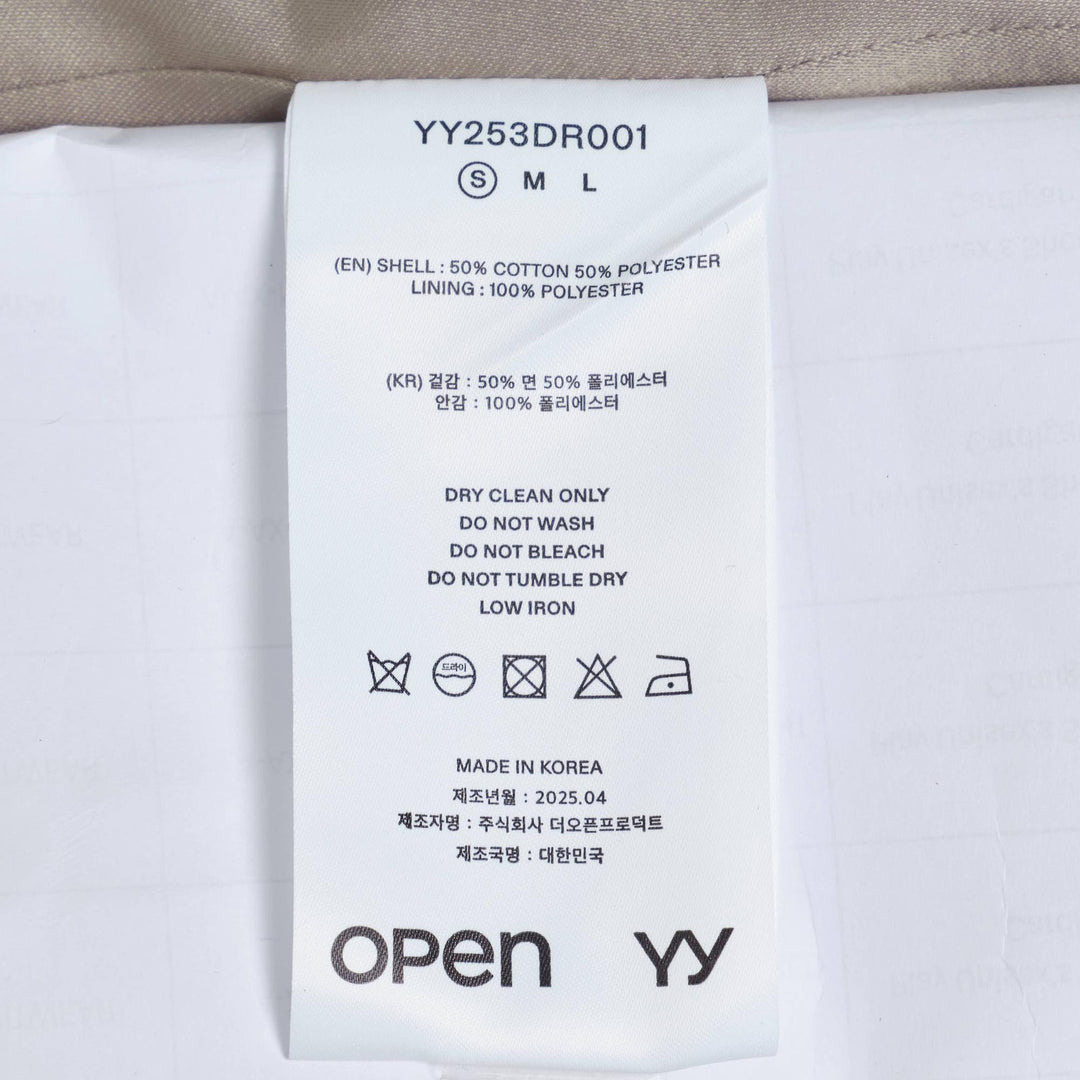 YY253DR001
S M L
(EN) SHELL : 50% COTTON 50% POLYESTER
LINING : 100% POLYESTER
(KR) 겉감 : 50% 면 50% 폴리에스터
안감 : 100% 폴리에스터
DRY CLEAN ONLY
DO NOT WASH
DO NOT BLEACH
DO NOT TUMBLE DRY
LOW IRON
드라이
MADE IN KOREA
제조년월 : 2025.04
제조자명 : 주식회사 더오픈프로덕트
제조국명 : 대한민국
OPEN YY